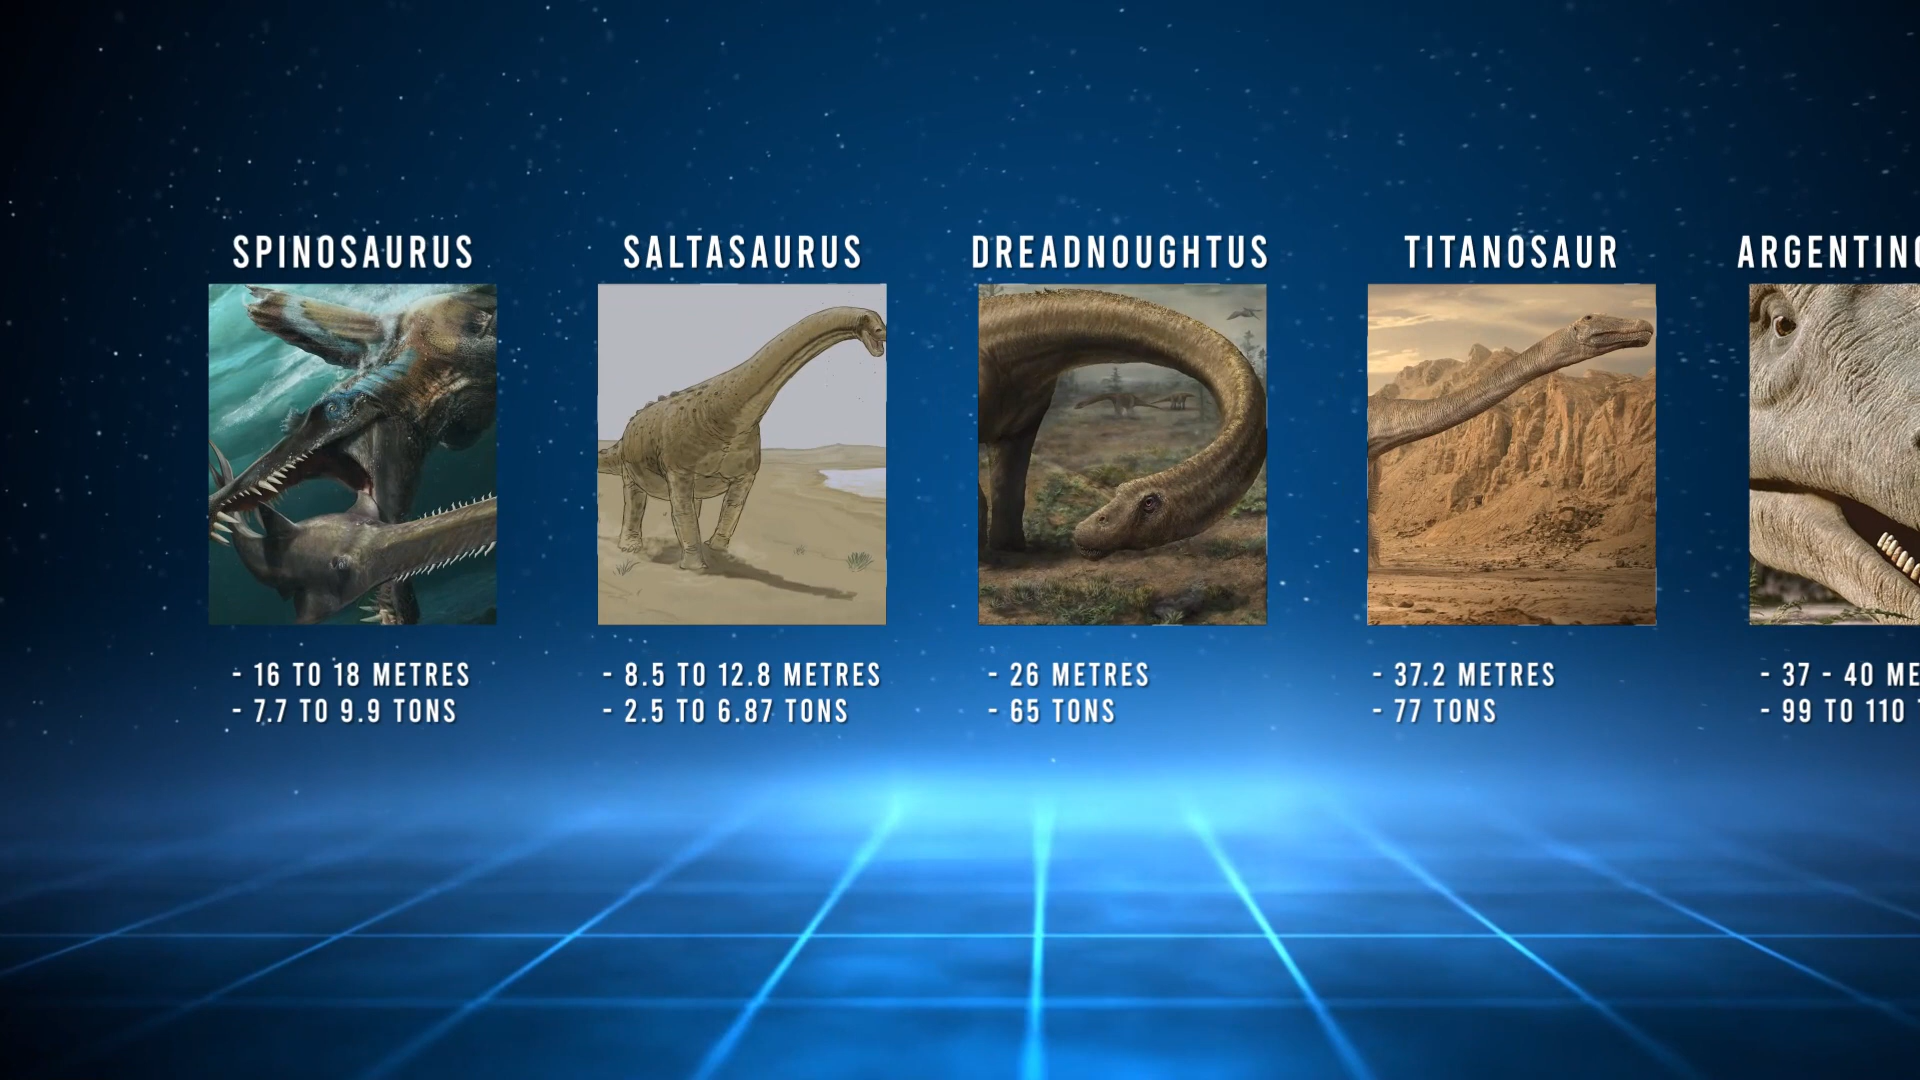 SPINOSAURUS
- 16 TO 18 METRES
- 7.7 TO 9.9 TONS
SALTASAURUS
- 8.5 TO 12.8 METRES
- 2.5 TO 6.87 TONS
DREADNOUGHTUS
- 26 METRES
- 65 TONS
TITANOSAUR
- 37.2 METRES
- 77 TONS
- 37 - 40
- 99 TO 110